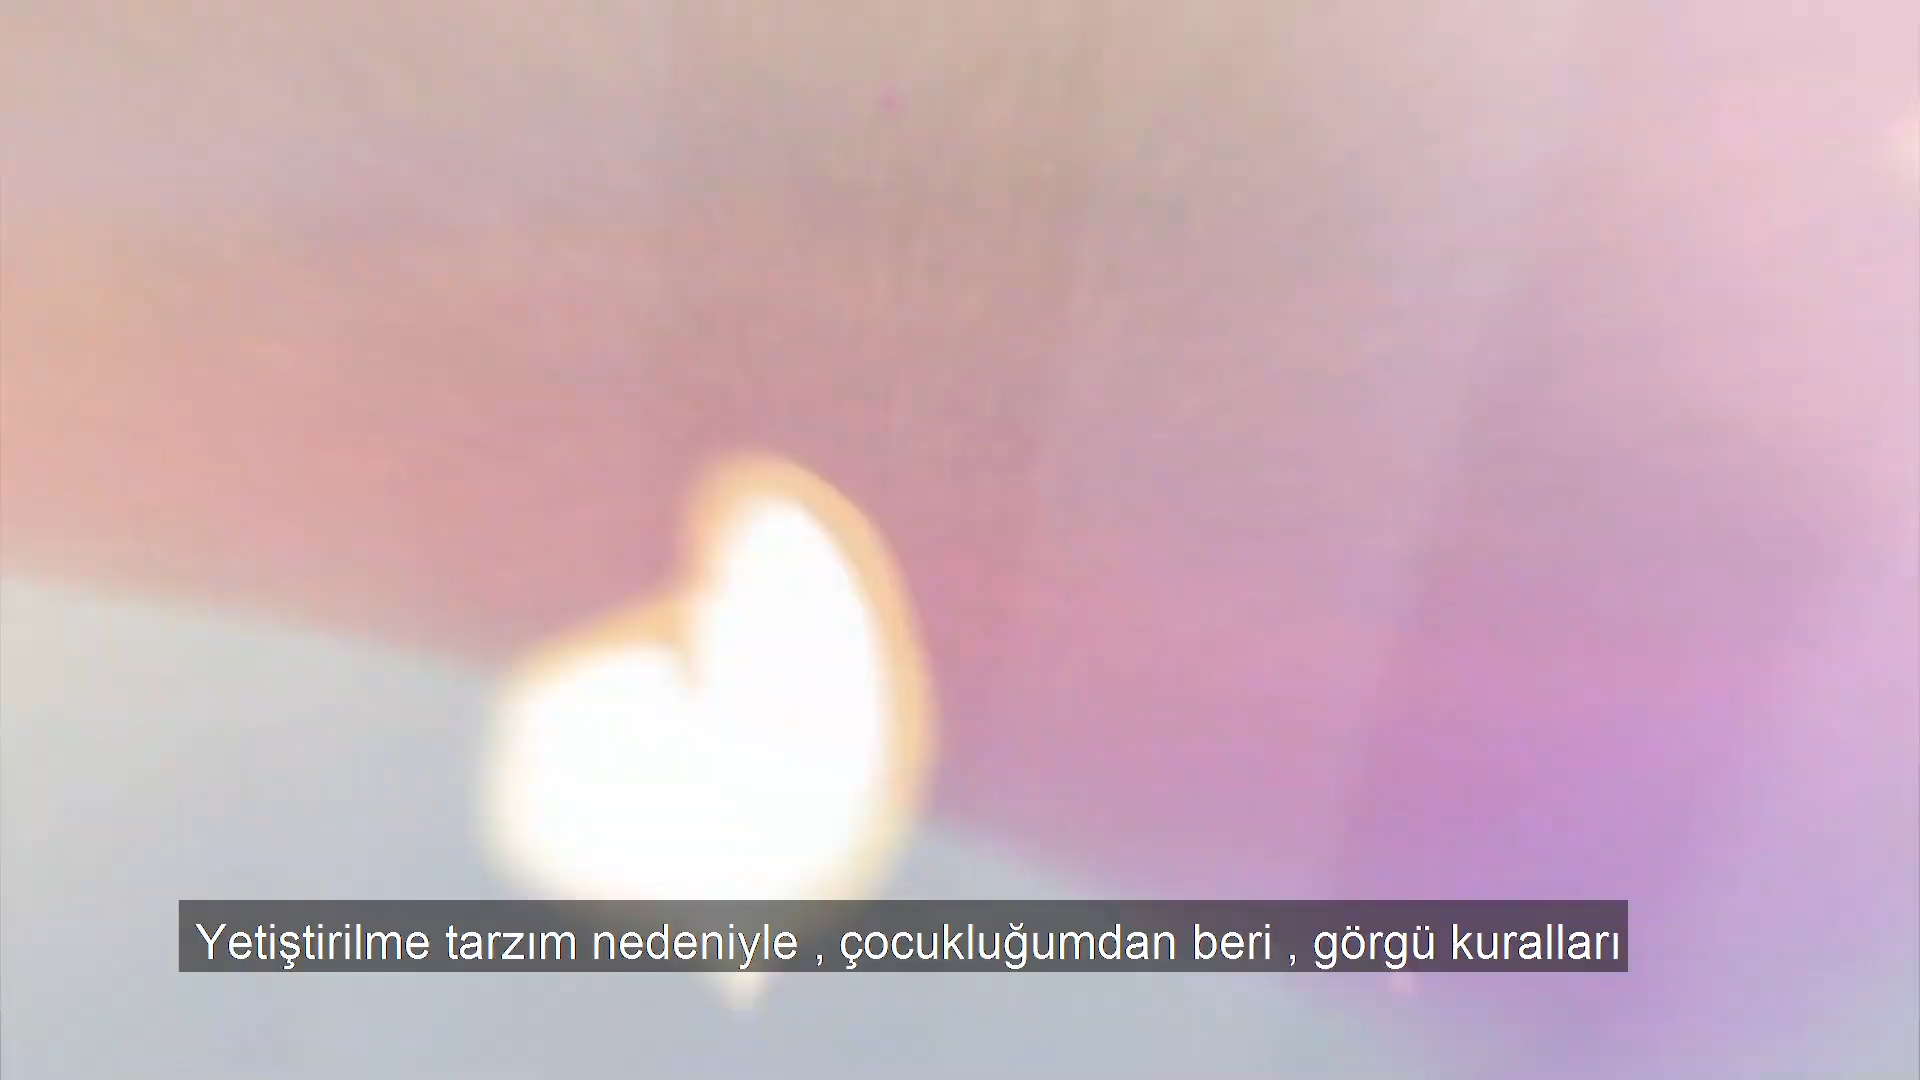 Yetiştirilme tarzım nedeniyle , çocukluğumdan beri , görgü kuralları